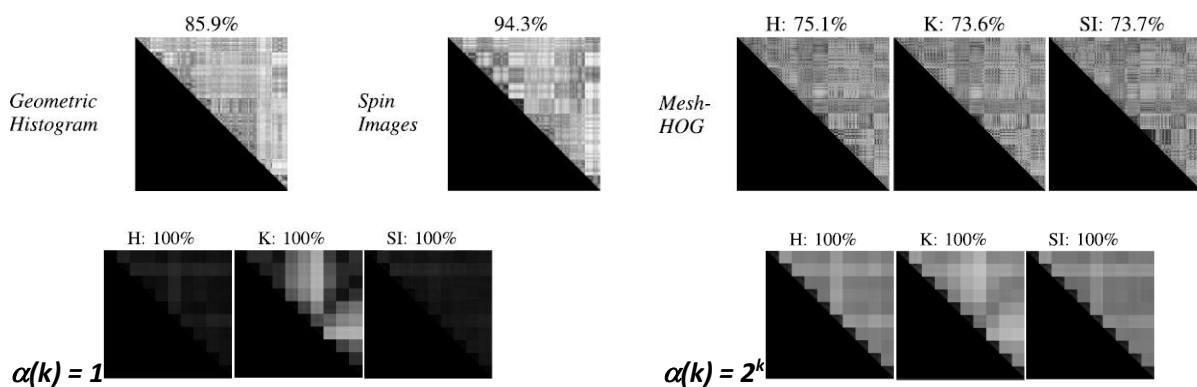 85.9%
94.3%
H: 75.1% K: 73.6% SI: 73.7%
Geometric
Histogram
Spin
Images
Mesh-
HOG
H: 100% K: 100% SI: 100%
H: 100% K: 100% SI: 100%
α(k) = 1
α(k) = 2ᵏ